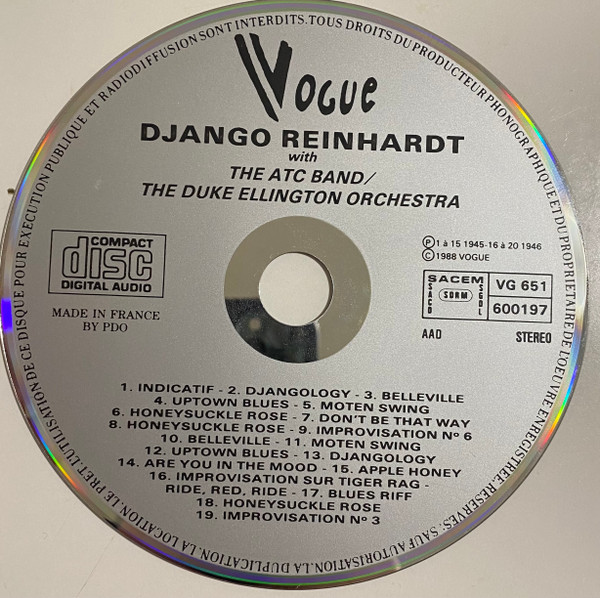 Vogue
DJANGO REINHARDT
with
THE ATC BAND/
THE DUKE ELLINGTON ORCHESTRA
COMPACT
disc
DIGITAL AUDIO
MADE IN FRANCE
BY PDO
Ⓟ 1 à 15 1945-16 à 20 1946
Ⓒ 1988 VOGUE
SACEM
SACD
SDRM
SGDL
VG 651
600197
AAD
STEREO
1. INDICATIF - 2. DJANGOLOGY - 3. BELLEVILLE
4. UPTOWN BLUES - 5. MOTEN SWING
6. HONEYSUCKLE ROSE - 7. DON'T BE THAT WAY
8. HONEYSUCKLE ROSE - 9. IMPROVISATION Nº 6
10. BELLEVILLE - 11. MOTEN SWING
12. UPTOWN BLUES - 13. DJANGOLOGY
14. ARE YOU IN THE MOOD - 15. APPLE HONEY
16. IMPROVISATION SUR TIGER RAG -
RIDE, RED, RIDE - 17. BLUES RIFF
18. HONEYSUCKLE ROSE
19. IMPROVISATION Nº 3
TOUS DROITS DU PRODUCTEUR PHONOGRAPHIQUE ET DU PROPRIETAIRE DE L'OEUVRE ENREGISTREE, RESERVES: SAUF AUTORISATION. LA DUPLICATION, LA LOCATION, LE PRET, L'UTILISATION DE CE DISQUE POUR EXECUTION PUBLIQUE ET RADIODIFFUSION SONT INTERDITS.